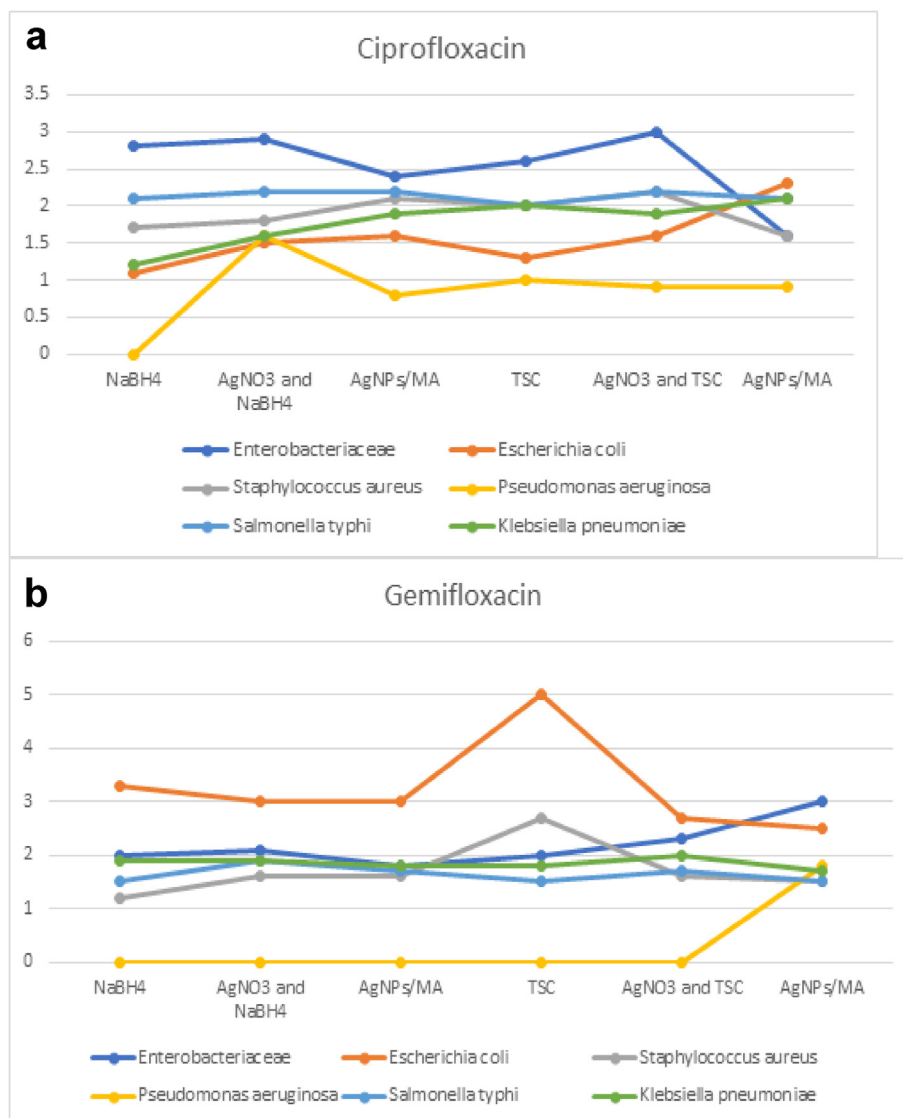 a
Ciprofloxacin
3.5
3
2.5
2
1.5
1
0.5
0
NaBH4 AgNO3 and NaBH4 AgNPs/MA TSC AgNO3 and TSC AgNPs/MA
Enterobacteriaceae Escherichia coli
Staphylococcus aureus Pseudomonas aeruginosa
Salmonella typhi Klebsiella pneumoniae
b
Gemifloxacin
6
5
4
3
2
1
0
NaBH4 AgNO3 and NaBH4 AgNPs/MA TSC AgNO3 and TSC AgNPs/MA
Enterobacteriaceae Escherichia coli Staphylococcus aureus
Pseudomonas aeruginosa Salmonella typhi Klebsiella pneumoniae